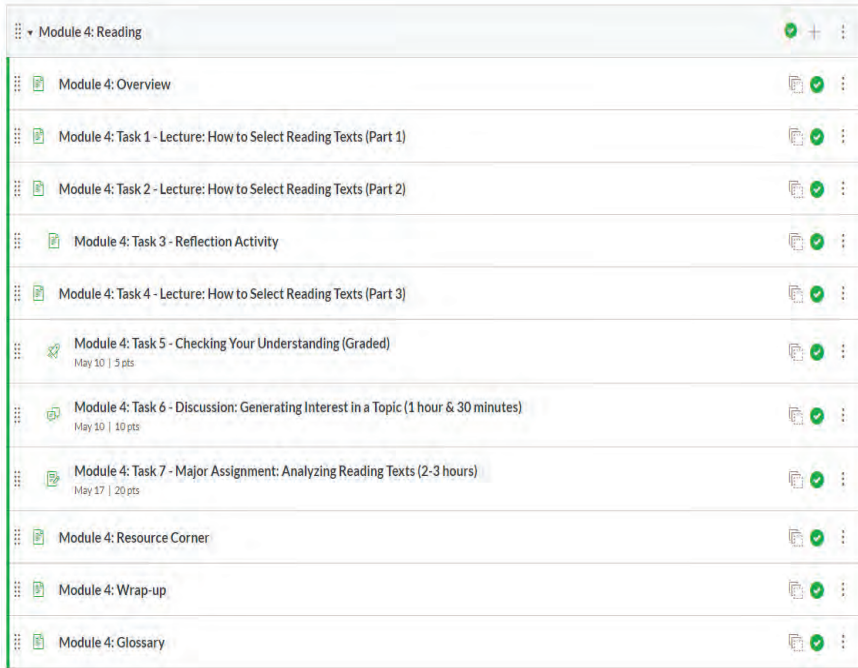 Module 4: Reading
Module 4: Overview
Module 4: Task 1 - Lecture: How to Select Reading Texts (Part 1)
Module 4: Task 2 - Lecture: How to Select Reading Texts (Part 2)
Module 4: Task 3 - Reflection Activity
Module 4: Task 4 - Lecture: How to Select Reading Texts (Part 3)
Module 4: Task 5 - Checking Your Understanding (Graded)
May 10 | 5 pts
Module 4: Task 6 - Discussion: Generating Interest in a Topic (1 hour & 30 minutes)
May 10 | 10 pts
Module 4: Task 7 - Major Assignment: Analyzing Reading Texts (2-3 hours)
May 17 | 20 pts
Module 4: Resource Corner
Module 4: Wrap-up
Module 4: Glossary